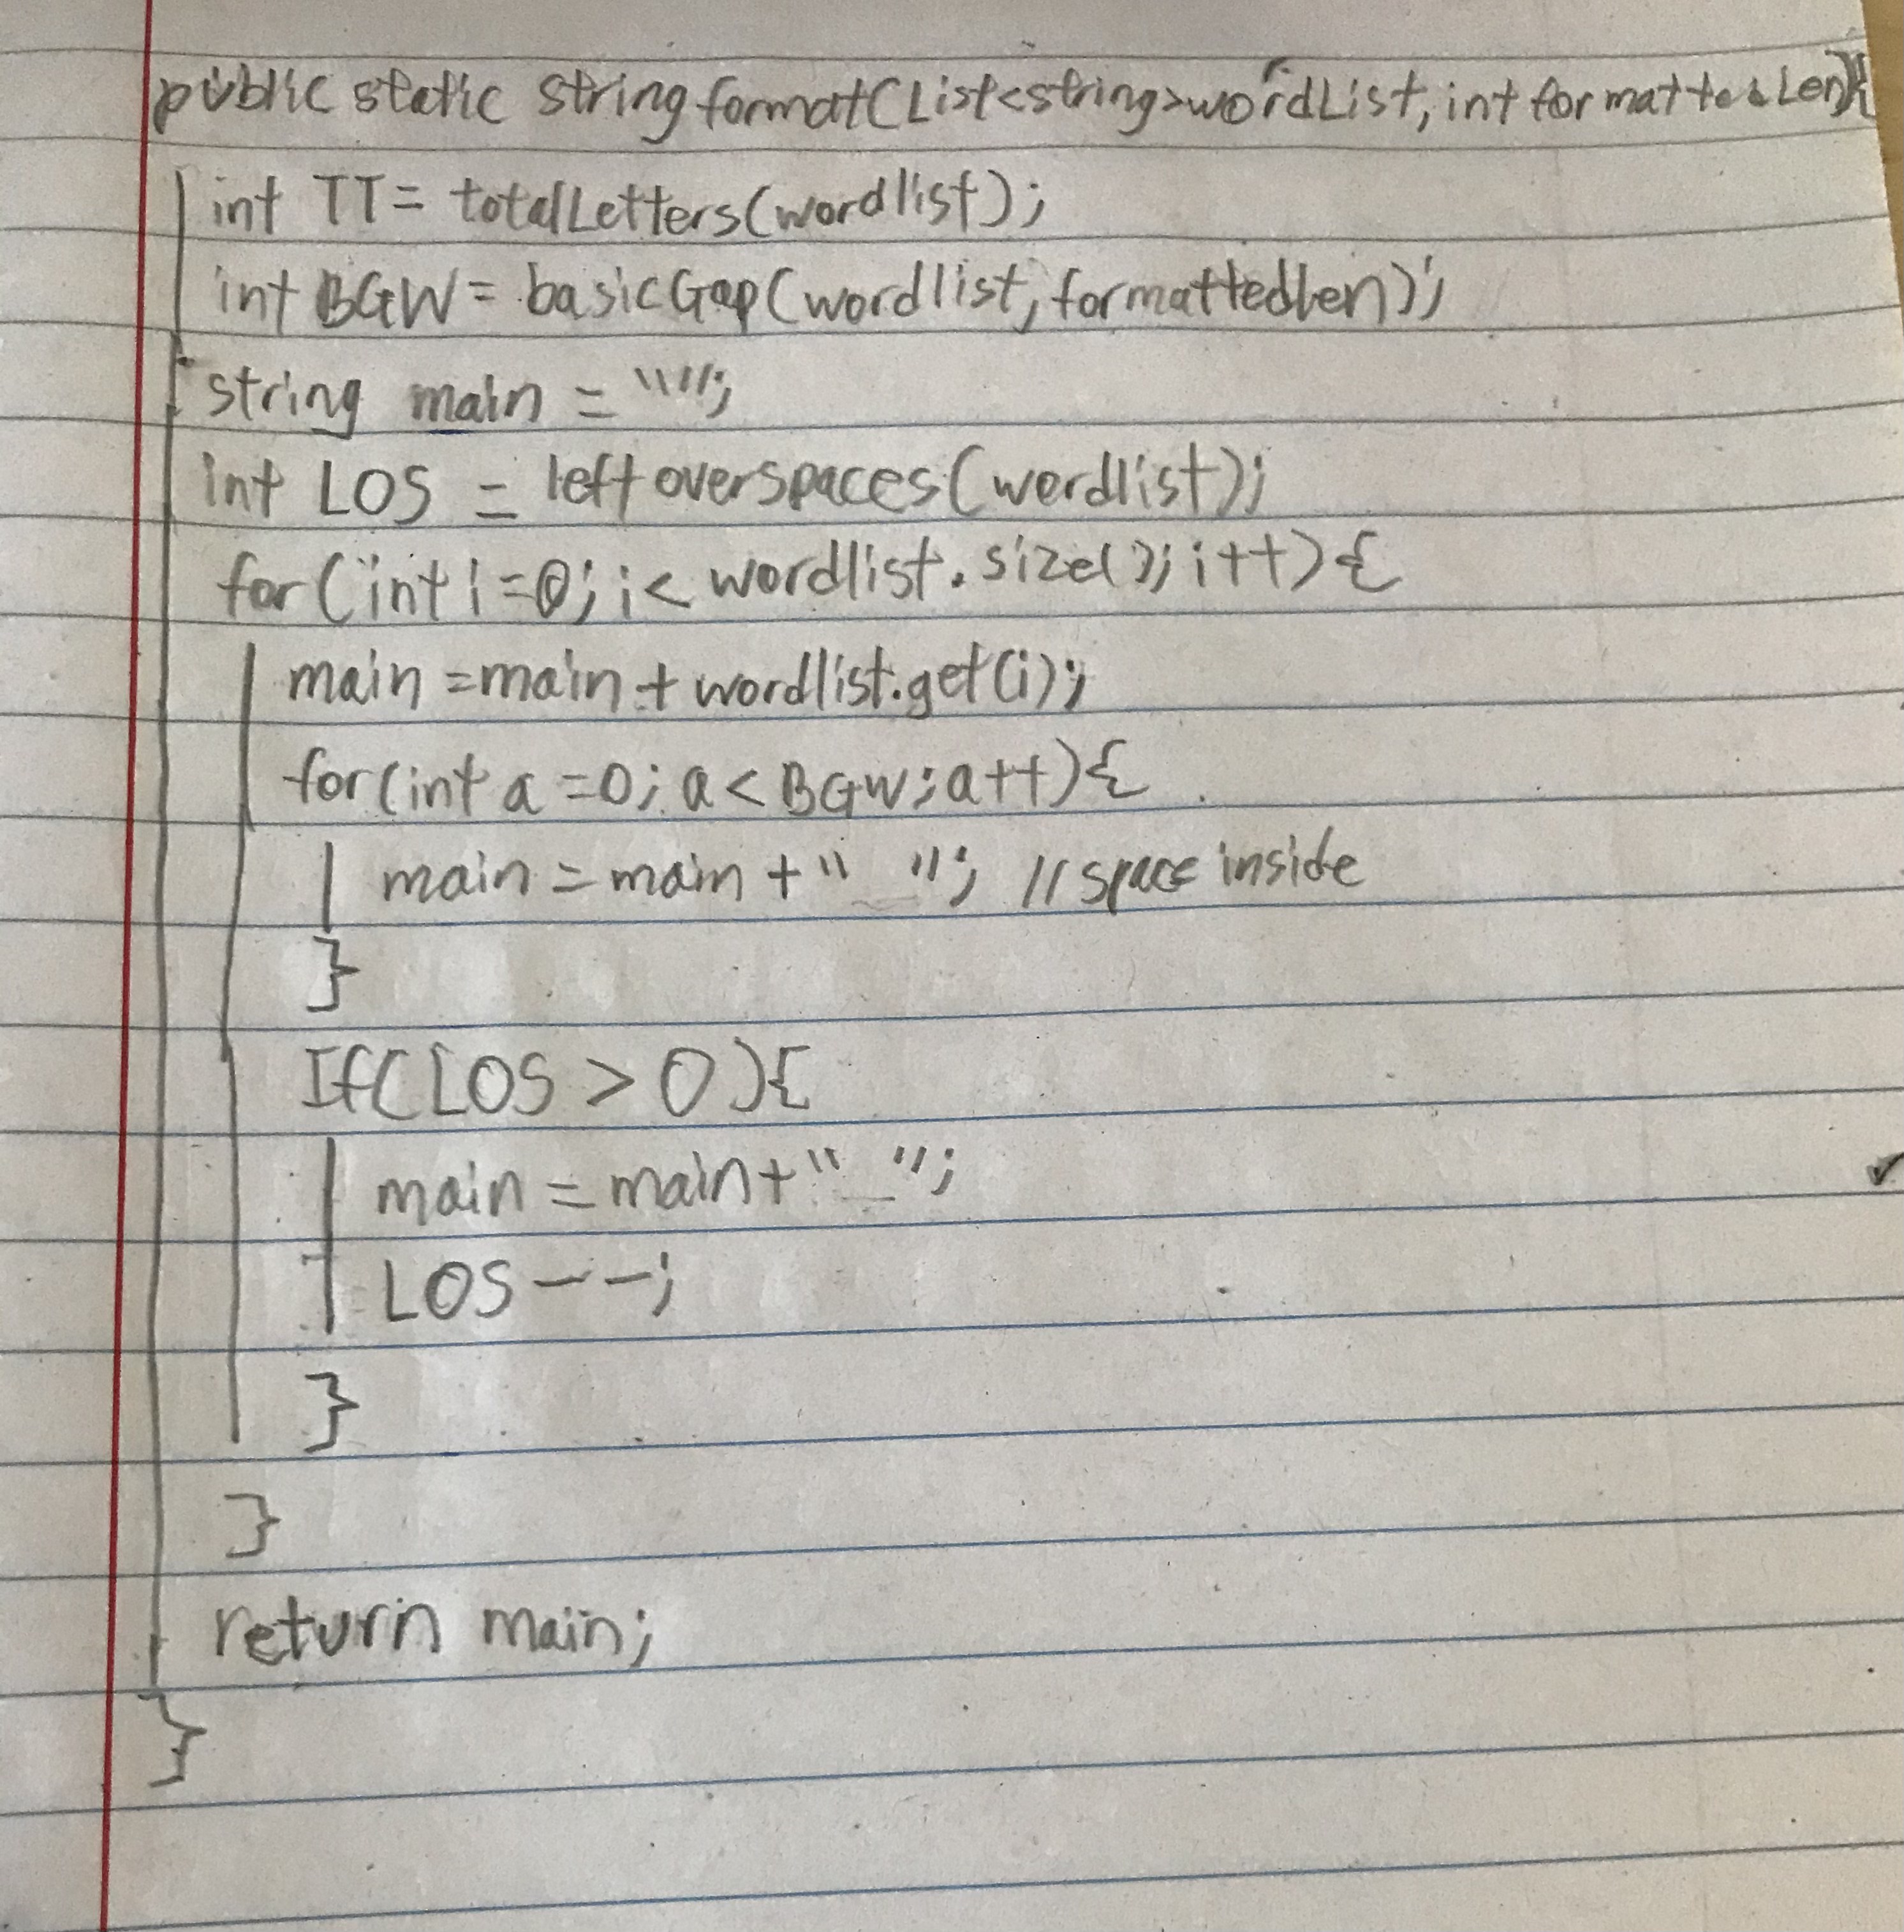 public static string format(List<string>wordList, int formattedLen){
int TT = totalLetters(wordlist);
int BGW = basicGap(wordlist, formattedLen);
string main = "";
int LOS = leftoverspaces(wordlist);
for(int i=0; i< wordlist.size(); i++){
main =main + wordlist.get(i);
for(int a =0; a < BGW; a++){
main = main +" "; //space inside
}
If(LOS > 0){
main = main+" ";
LOS--;
}
}
return main;
}